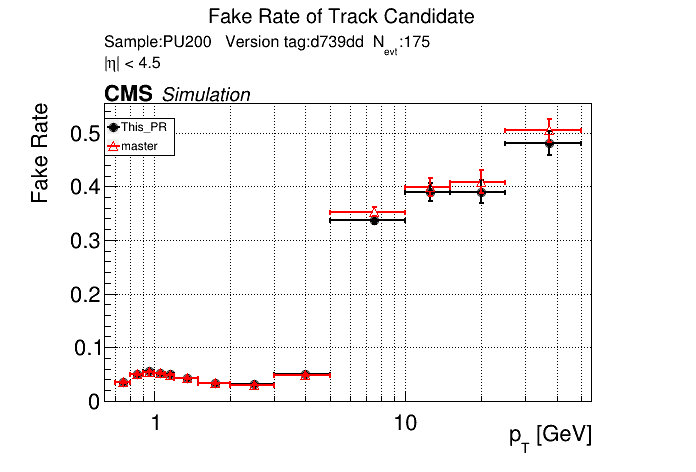 Fake Rate of Track Candidate
Sample:PU200 Version tag:d739dd N_evt:175
|η| < 4.5
CMS Simulation
Fake Rate
This_PR
master
0.5
0.4
0.3
0.2
0.1
0
1 10
p_T [GeV]